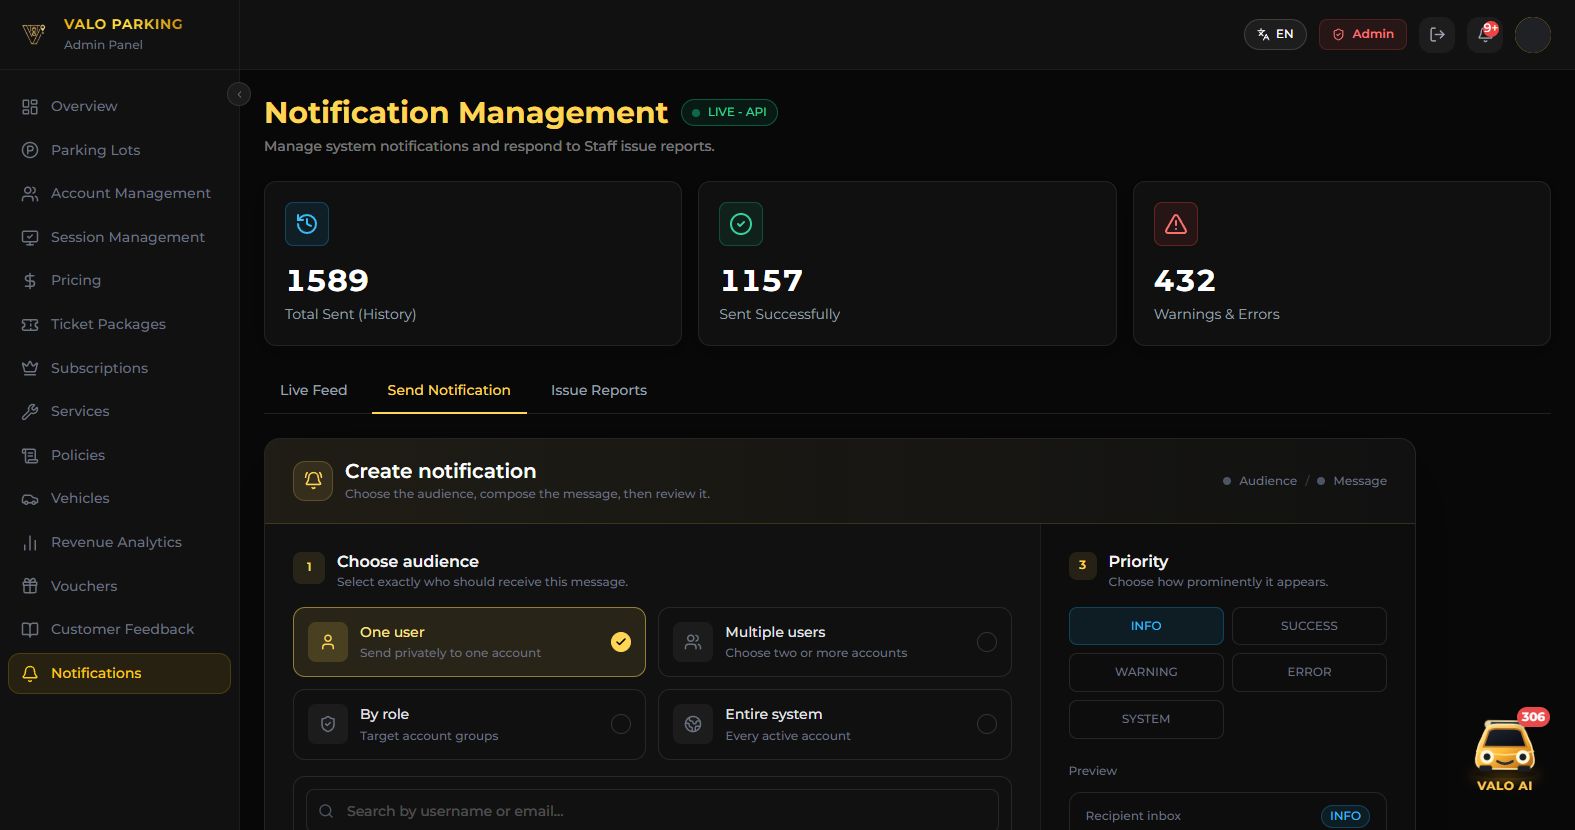 VALO PARKING
Admin Panel
EN
Admin
9+
Overview
Parking Lots
Account Management
Session Management
Pricing
Ticket Packages
Subscriptions
Services
Policies
Vehicles
Revenue Analytics
Vouchers
Customer Feedback
Notifications
Notification Management
LIVE - API
Manage system notifications and respond to Staff issue reports.
1589
Total Sent (History)
1157
Sent Successfully
432
Warnings & Errors
Live Feed
Send Notification
Issue Reports
Create notification
Choose the audience, compose the message, then review it.
Audience / Message
1
Choose audience
Select exactly who should receive this message.
One user
Send privately to one account
Multiple users
Choose two or more accounts
By role
Target account groups
Entire system
Every active account
Search by username or email...
3
Priority
Choose how prominently it appears.
INFO
SUCCESS
WARNING
ERROR
SYSTEM
Preview
Recipient inbox
INFO
306
VALO AI